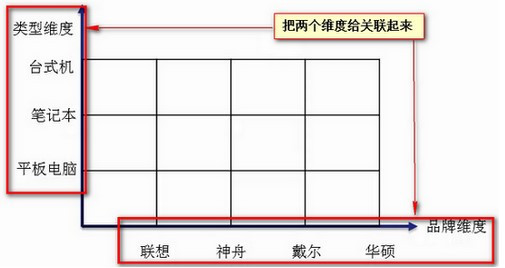 类型维度
把两个维度给关联起来
台式机
笔记本
平板电脑
品牌维度
联想 神舟 戴尔 华硕